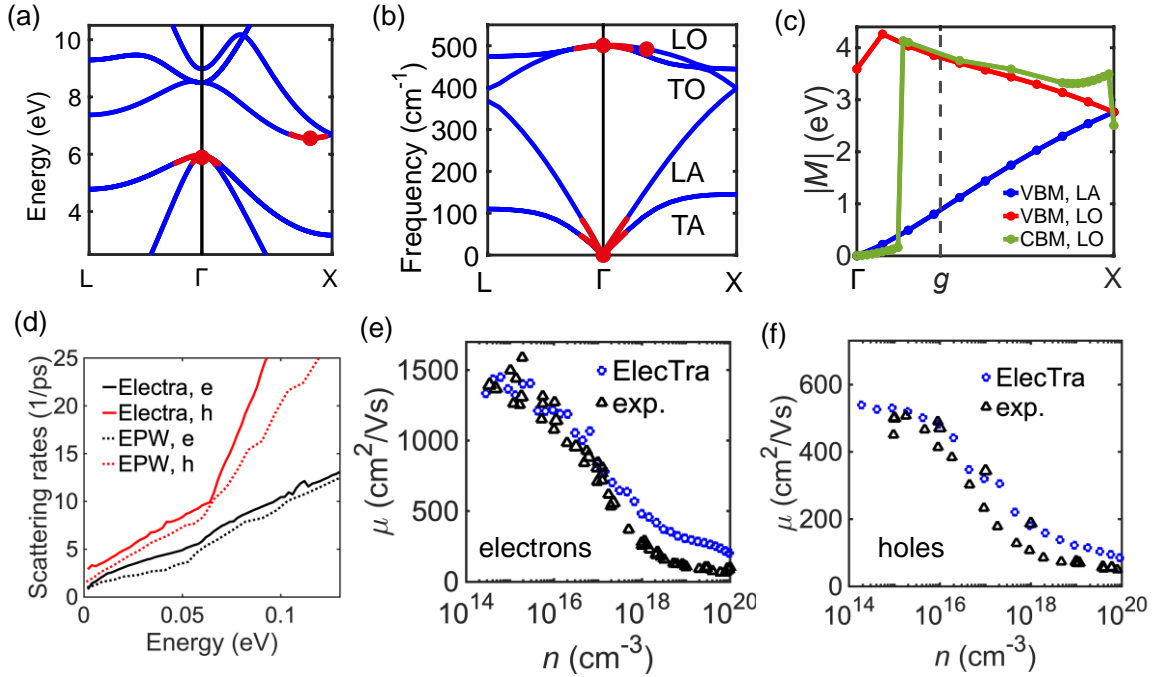 (a)
10
8
6
4
Energy (eV)
L
Γ
X
(b)
500
400
300
200
100
0
Frequency (cm⁻¹)
LO
TO
LA
TA
L
Γ
X
(c)
4
3
2
1
0
|M| (eV)
VBM, LA
VBM, LO
CBM, LO
Γ
g
X
(d)
25
20
15
10
5
0
Scattering rates (1/ps)
Electra, e
Electra, h
EPW, e
EPW, h
0
0.05
0.1
Energy (eV)
(e)
1500
1000
500
0
μ (cm²/Vs)
ElecTra
exp.
electrons
10¹⁴
10¹⁶
10¹⁸
10²⁰
n (cm⁻³)
(f)
600
400
200
0
μ (cm²/Vs)
ElecTra
exp.
holes
10¹⁴
10¹⁶
10¹⁸
10²⁰
n (cm⁻³)